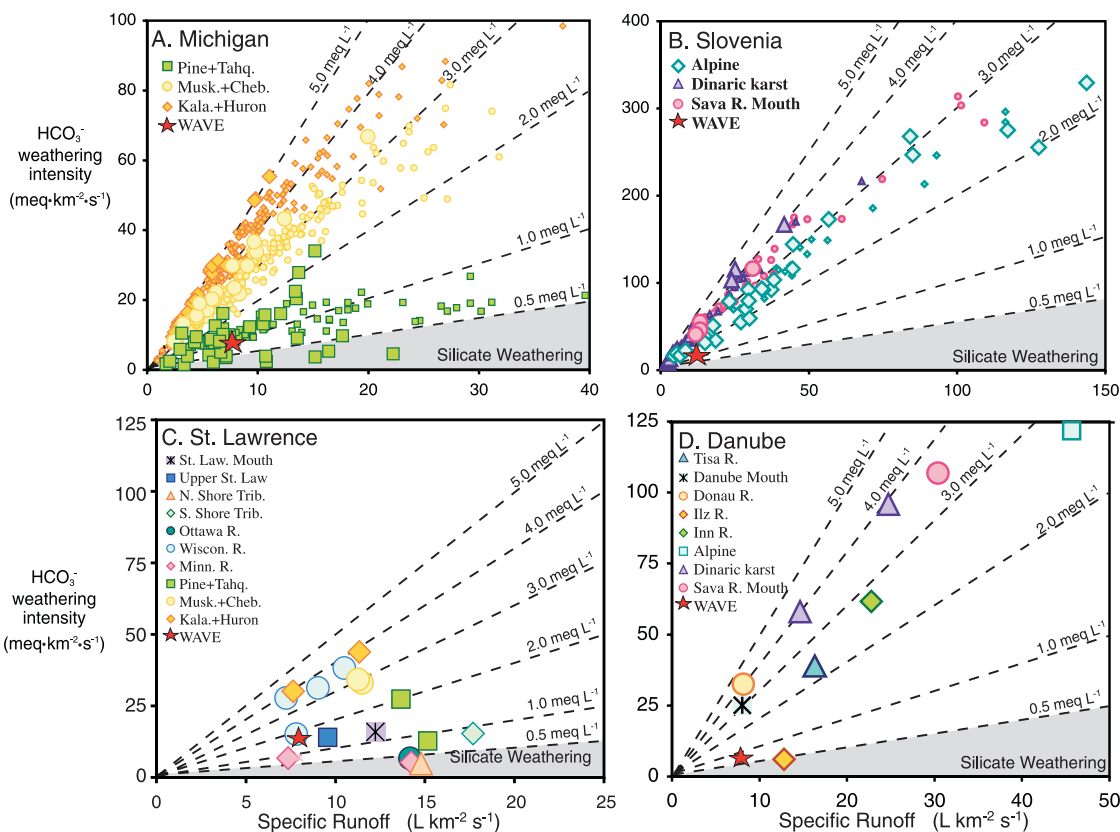 A. Michigan
Pine+Tahq.
Musk.+Cheb.
Kala.+Huron
WAVE
5.0 meq L⁻¹
4.0 meq L⁻¹
3.0 meq L⁻¹
2.0 meq L⁻¹
1.0 meq L⁻¹
0.5 meq L⁻¹
Silicate Weathering
100
80
60
40
20
0
0 10 20 30 40
HCO₃⁻
weathering
intensity
(meq•km⁻²•s⁻¹)
B. Slovenia
Alpine
Dinaric karst
Sava R. Mouth
WAVE
5.0 meq L⁻¹
4.0 meq L⁻¹
3.0 meq L⁻¹
2.0 meq L⁻¹
1.0 meq L⁻¹
0.5 meq L⁻¹
Silicate Weathering
400
300
200
100
0
0 50 100 150
C. St. Lawrence
St. Law. Mouth
Upper St. Law
N. Shore Trib.
S. Shore Trib.
Ottawa R.
Wiscon. R.
Minn. R.
Pine+Tahq.
Musk.+Cheb.
Kala.+Huron
WAVE
5.0 meq L⁻¹
4.0 meq L⁻¹
3.0 meq L⁻¹
2.0 meq L⁻¹
1.0 meq L⁻¹
0.5 meq L⁻¹
Silicate Weathering
125
100
75
50
25
0
0 5 10 15 20 25
HCO₃⁻
weathering
intensity
(meq•km⁻²•s⁻¹)
Specific Runoff (L km⁻² s⁻¹)
D. Danube
Tisa R.
Danube Mouth
Donau R.
Ilz R.
Inn R.
Alpine
Dinaric karst
Sava R. Mouth
WAVE
5.0 meq L⁻¹
4.0 meq L⁻¹
3.0 meq L⁻¹
2.0 meq L⁻¹
1.0 meq L⁻¹
0.5 meq L⁻¹
Silicate Weathering
125
100
75
50
25
0
0 10 20 30 40 50
Specific Runoff (L km⁻² s⁻¹)